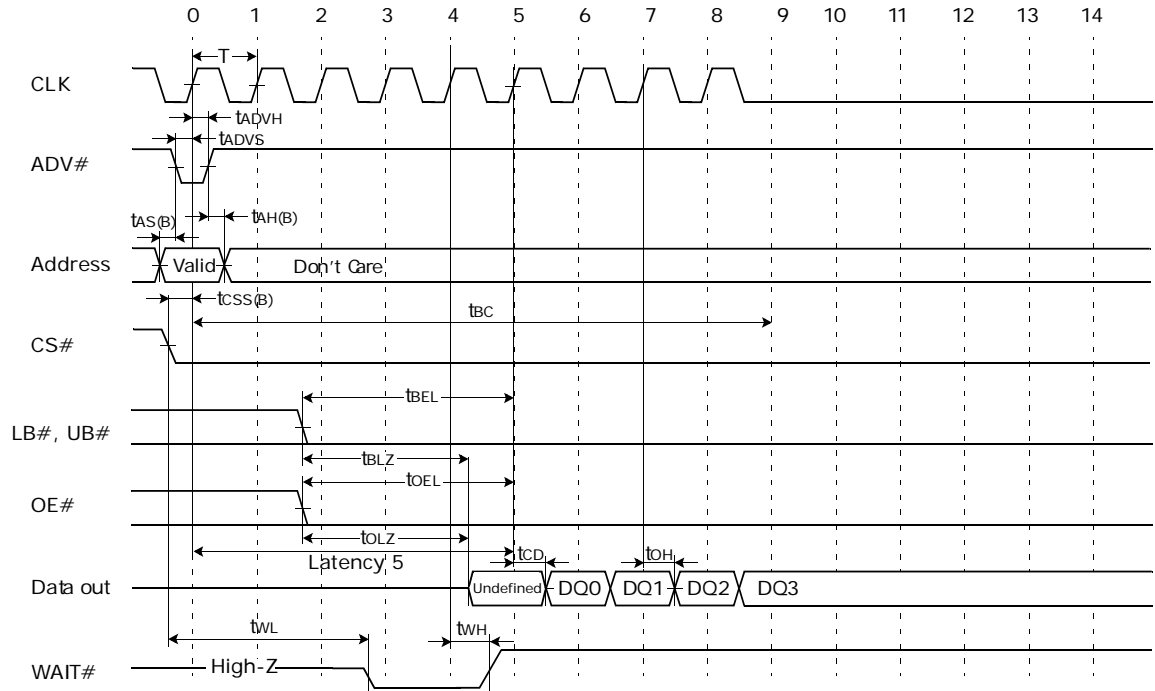 0 1 2 3 4 5 6 7 8 9 10 11 12 13 14
T
CLK
tADVH
tADVS
ADV#
tAS(B) tAH(B)
Address Valid Don't Care
tCSS(B)
tBC
CS#
tBEL
LB#, UB#
tBLZ
tOEL
OE#
tOLZ
Latency 5 tCD tOH
Data out Undefined DQ0 DQ1 DQ2 DQ3
tWL tWH
WAIT# High-Z